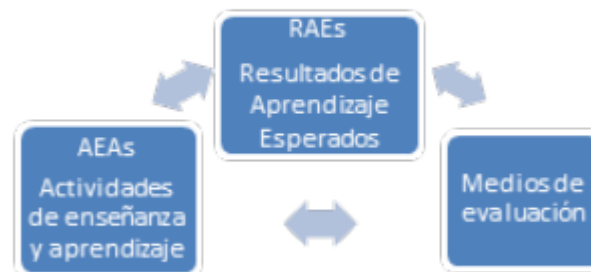 RAEs
Resultados de
Aprendizaje
Esperados
AEAs
Actividades
de enseñanza
y aprendizaje
Medios de
evaluación